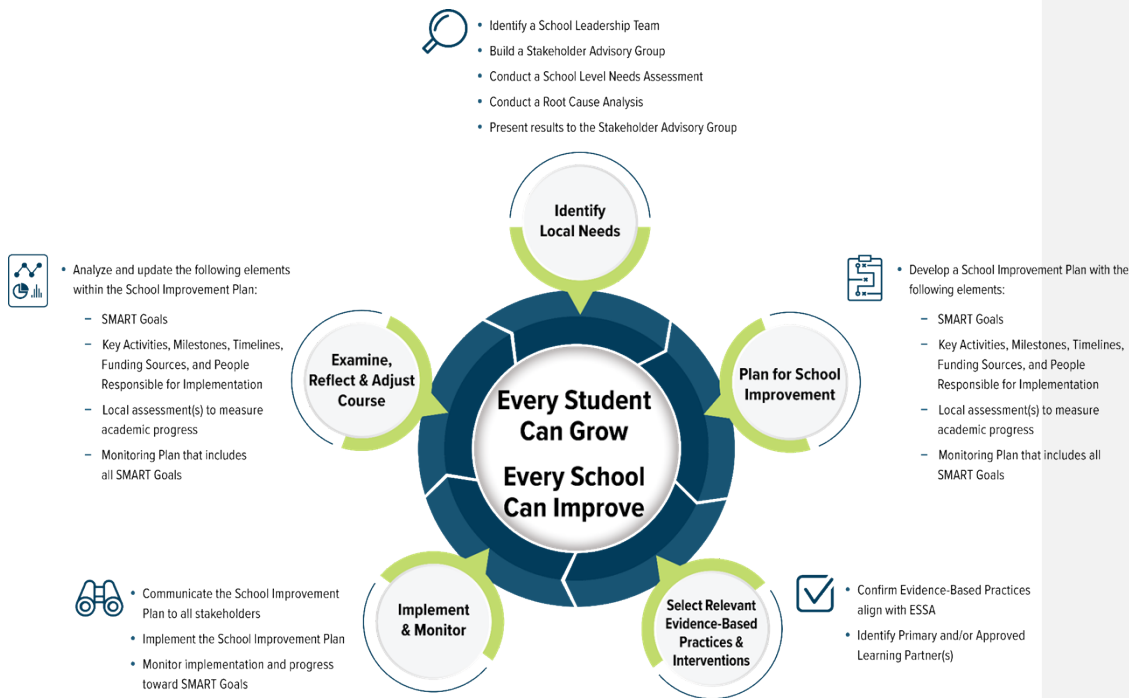 • Identify a School Leadership Team
• Build a Stakeholder Advisory Group
• Conduct a School Level Needs Assessment
• Conduct a Root Cause Analysis
• Present results to the Stakeholder Advisory Group
Identify
Local Needs
• Develop a School Improvement Plan with the
following elements:
– SMART Goals
– Key Activities, Milestones, Timelines,
Funding Sources, and People
Responsible for Implementation
– Local assessment(s) to measure
academic progress
– Monitoring Plan that includes all
SMART Goals
Plan for School
Improvement
• Confirm Evidence-Based Practices
align with ESSA
• Identify Primary and/or Approved
Learning Partner(s)
Select Relevant
Evidence-Based
Practices &
Interventions
• Communicate the School Improvement
Plan to all stakeholders
• Implement the School Improvement Plan
• Monitor implementation and progress
toward SMART Goals
Implement
& Monitor
• Analyze and update the following elements
within the School Improvement Plan:
– SMART Goals
– Key Activities, Milestones, Timelines,
Funding Sources, and People
Responsible for Implementation
– Local assessment(s) to measure
academic progress
– Monitoring Plan that includes
all SMART Goals
Examine,
Reflect & Adjust
Course
Every Student
Can Grow
Every School
Can Improve